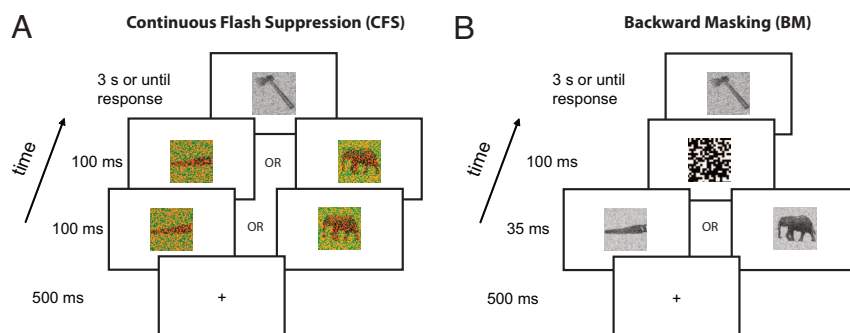 A
Continuous Flash Suppression (CFS)
3 s or until
response
time
100 ms
OR
100 ms
OR
500 ms
+
B
Backward Masking (BM)
3 s or until
response
time
100 ms
35 ms
OR
500 ms
+